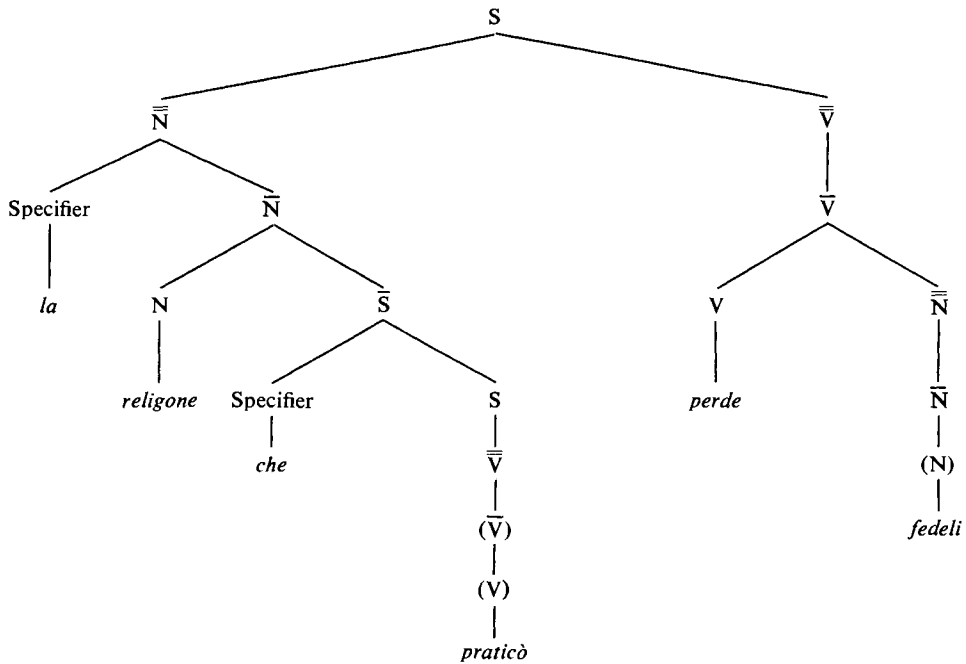 S
N̿ V̿
Specifier N̅ V̅
la N S̅ V N̿
religone Specifier S perde N̅
che V̿ (N)
(V̅) fedeli
(V)
praticò